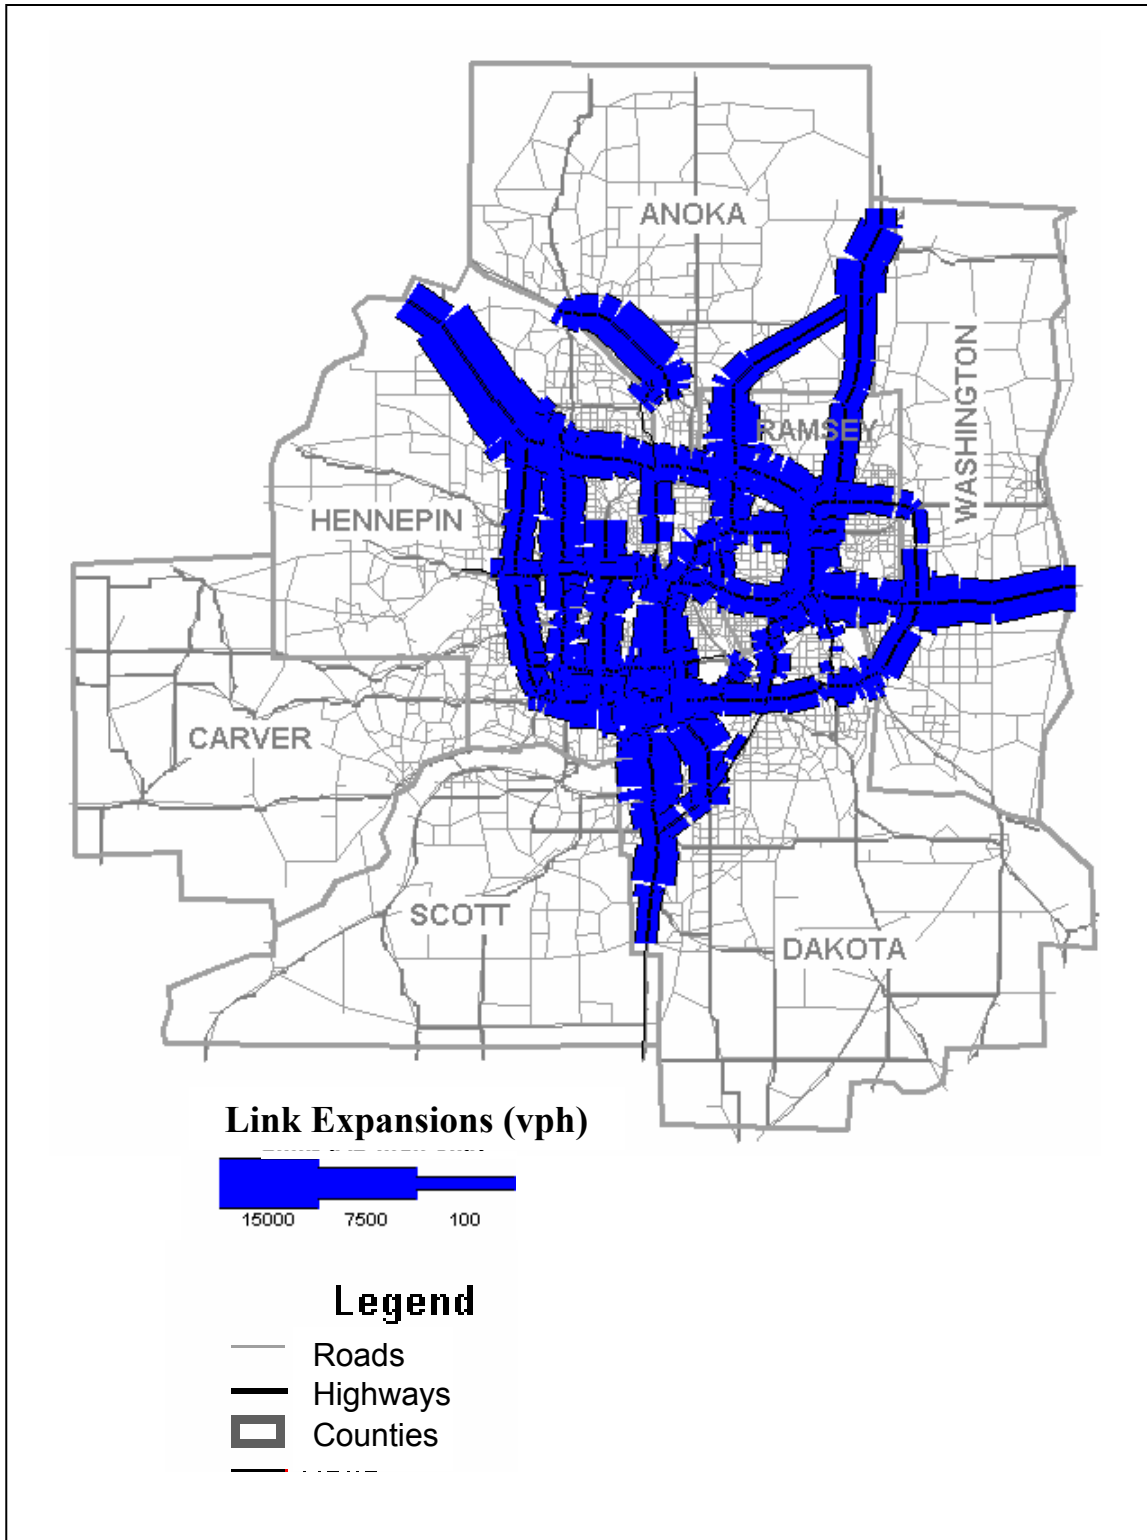 ANOKA
WASHINGTON
RAMSEY
HENNEPIN
CARVER
SCOTT
DAKOTA
Link Expansions (vph)
15000 7500 100
Legend
Roads
Highways
Counties